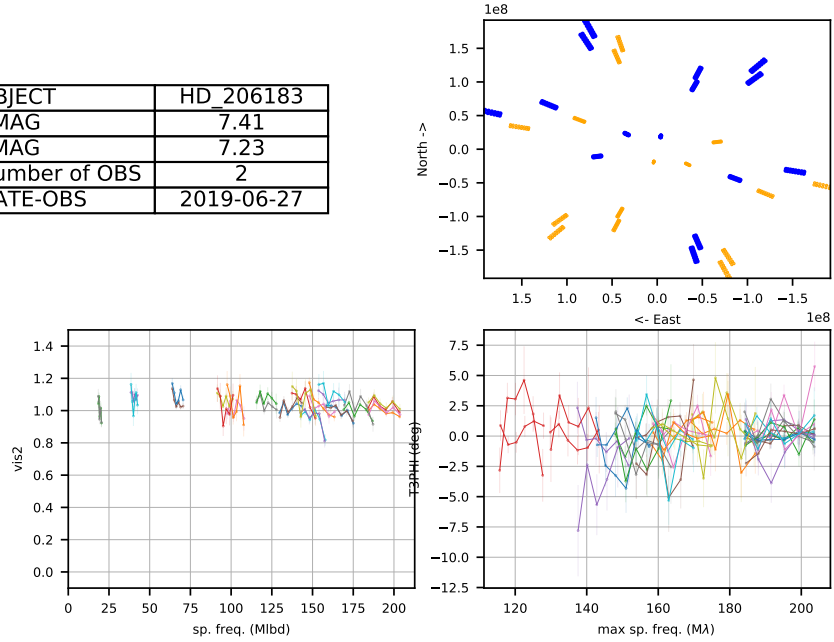 1e8
BJECT HD_206183
MAG 7.41
MAG 7.23
umber of OBS 2
ATE-OBS 2019-06-27
North ->
1.5
1.0
0.5
0.0
−0.5
−1.0
−1.5
1.5 1.0 0.5 0.0 −0.5 −1.0 −1.5
<- East
1e8
vis2
1.4
1.2
1.0
0.8
0.6
0.4
0.2
0.0
0 25 50 75 100 125 150 175 200
sp. freq. (Mlbd)
T3PHI (deg)
7.5
5.0
2.5
0.0
−2.5
−5.0
−7.5
−10.0
−12.5
120 140 160 180 200
max sp. freq. (Mλ)